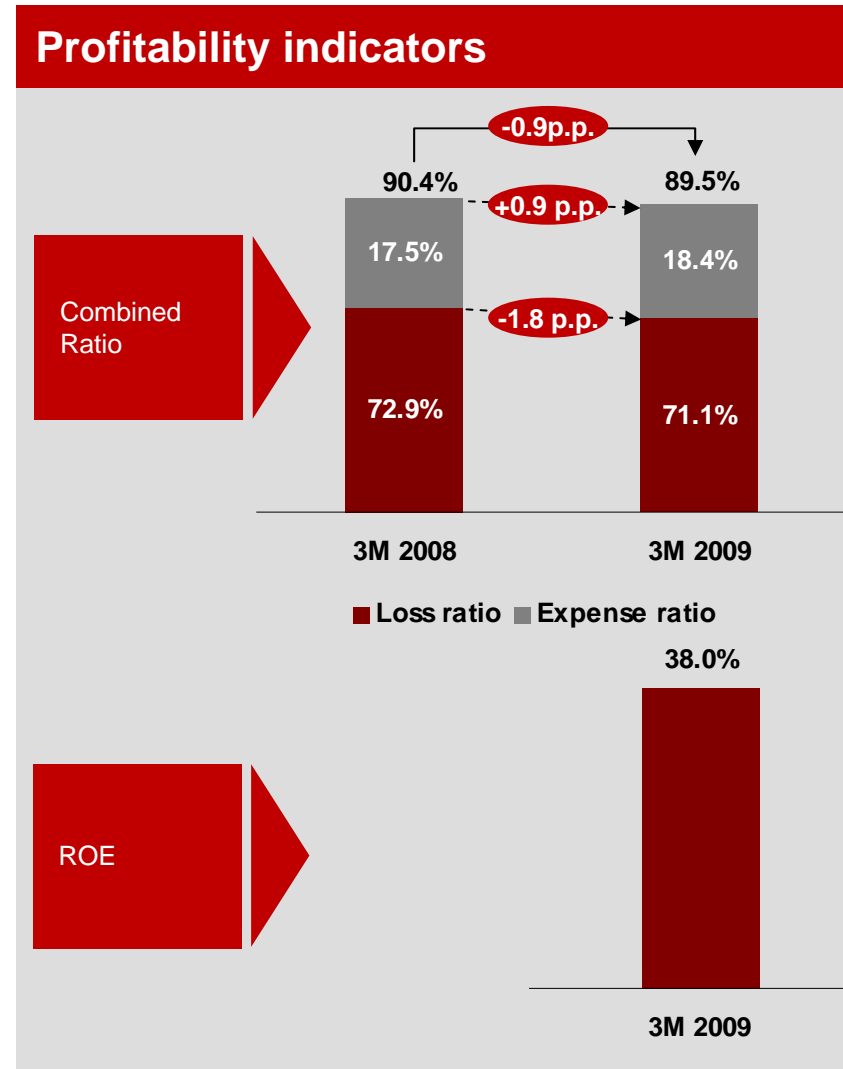 Profitability indicators
-0.9p.p.
90.4%
89.5%
+0.9 p.p.
17.5%
18.4%
Combined
Ratio
-1.8 p.p.
72.9%
71.1%
3M 2008
3M 2009
Loss ratio
Expense ratio
38.0%
ROE
3M 2009